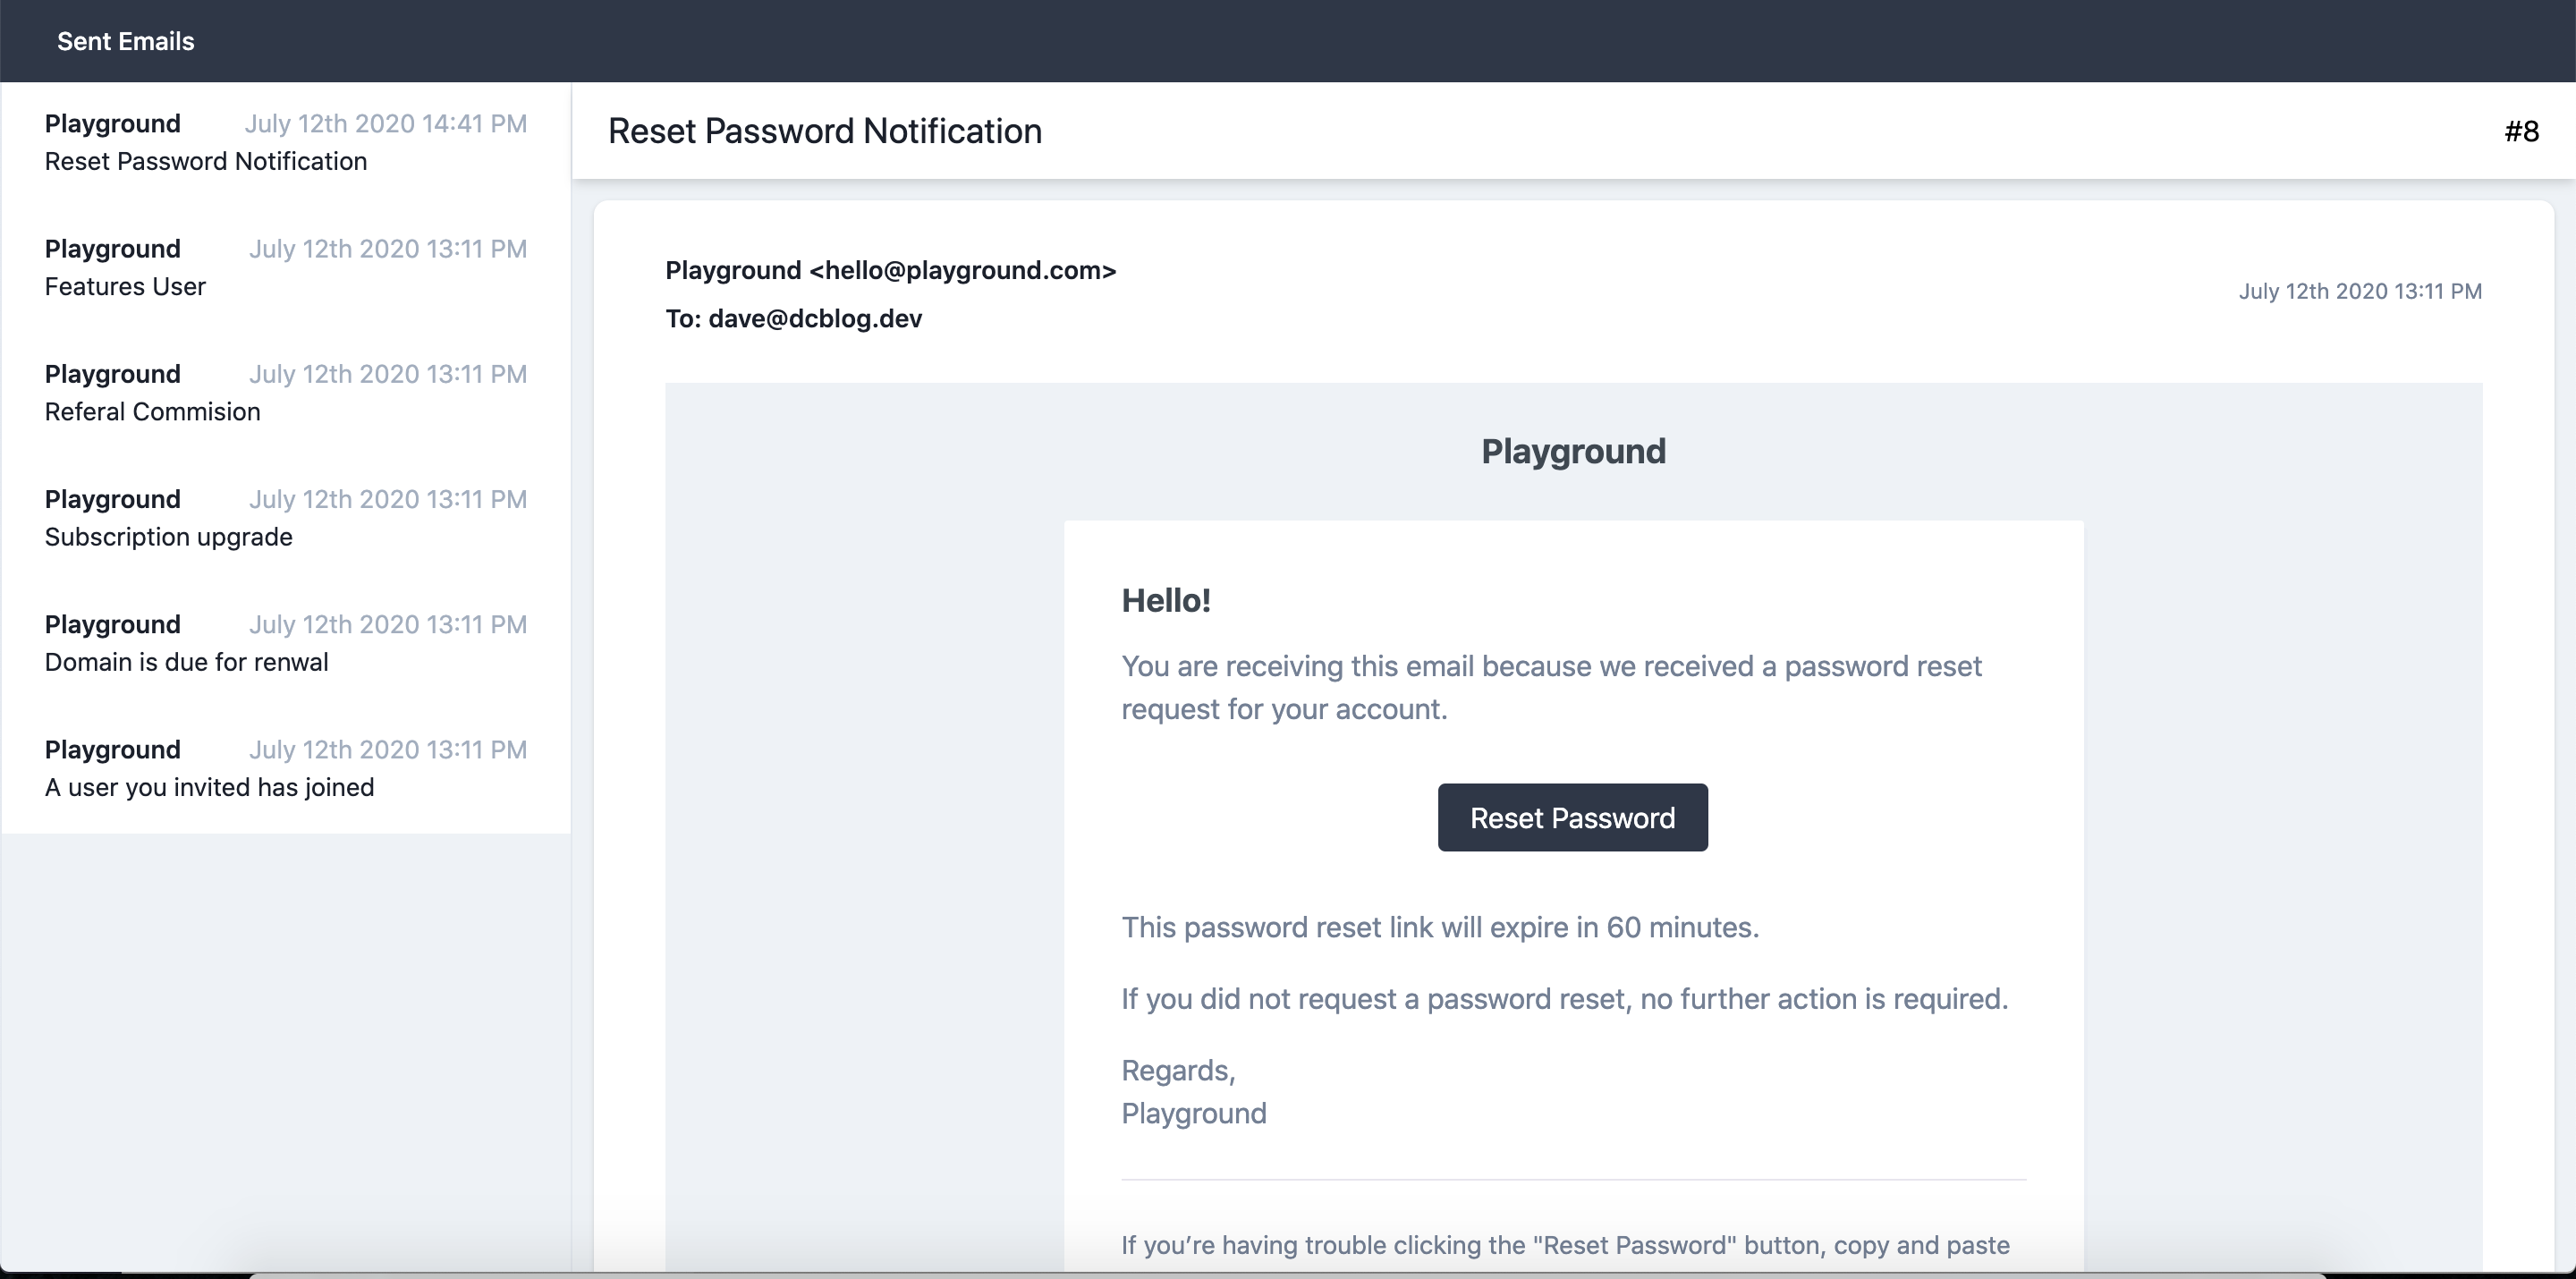 Sent Emails
Playground July 12th 2020 14:41 PM
Reset Password Notification
Playground July 12th 2020 13:11 PM
Features User
Playground July 12th 2020 13:11 PM
Referal Commision
Playground July 12th 2020 13:11 PM
Subscription upgrade
Playground July 12th 2020 13:11 PM
Domain is due for renwal
Playground July 12th 2020 13:11 PM
A user you invited has joined
Reset Password Notification #8
Playground <hello@playground.com>
To: dave@dcblog.dev
July 12th 2020 13:11 PM
Playground
Hello!
You are receiving this email because we received a password reset
request for your account.
Reset Password
This password reset link will expire in 60 minutes.
If you did not request a password reset, no further action is required.
Regards,
Playground
If you’re having trouble clicking the "Reset Password" button, copy and paste